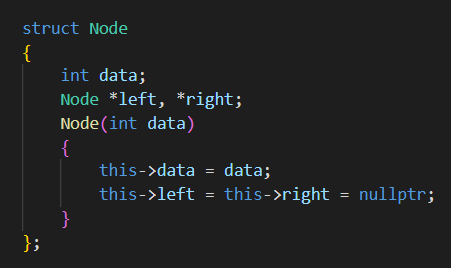 struct Node
{
    int data;
    Node *left, *right;
    Node(int data)
    {
        this->data = data;
        this->left = this->right = nullptr;
    }
};